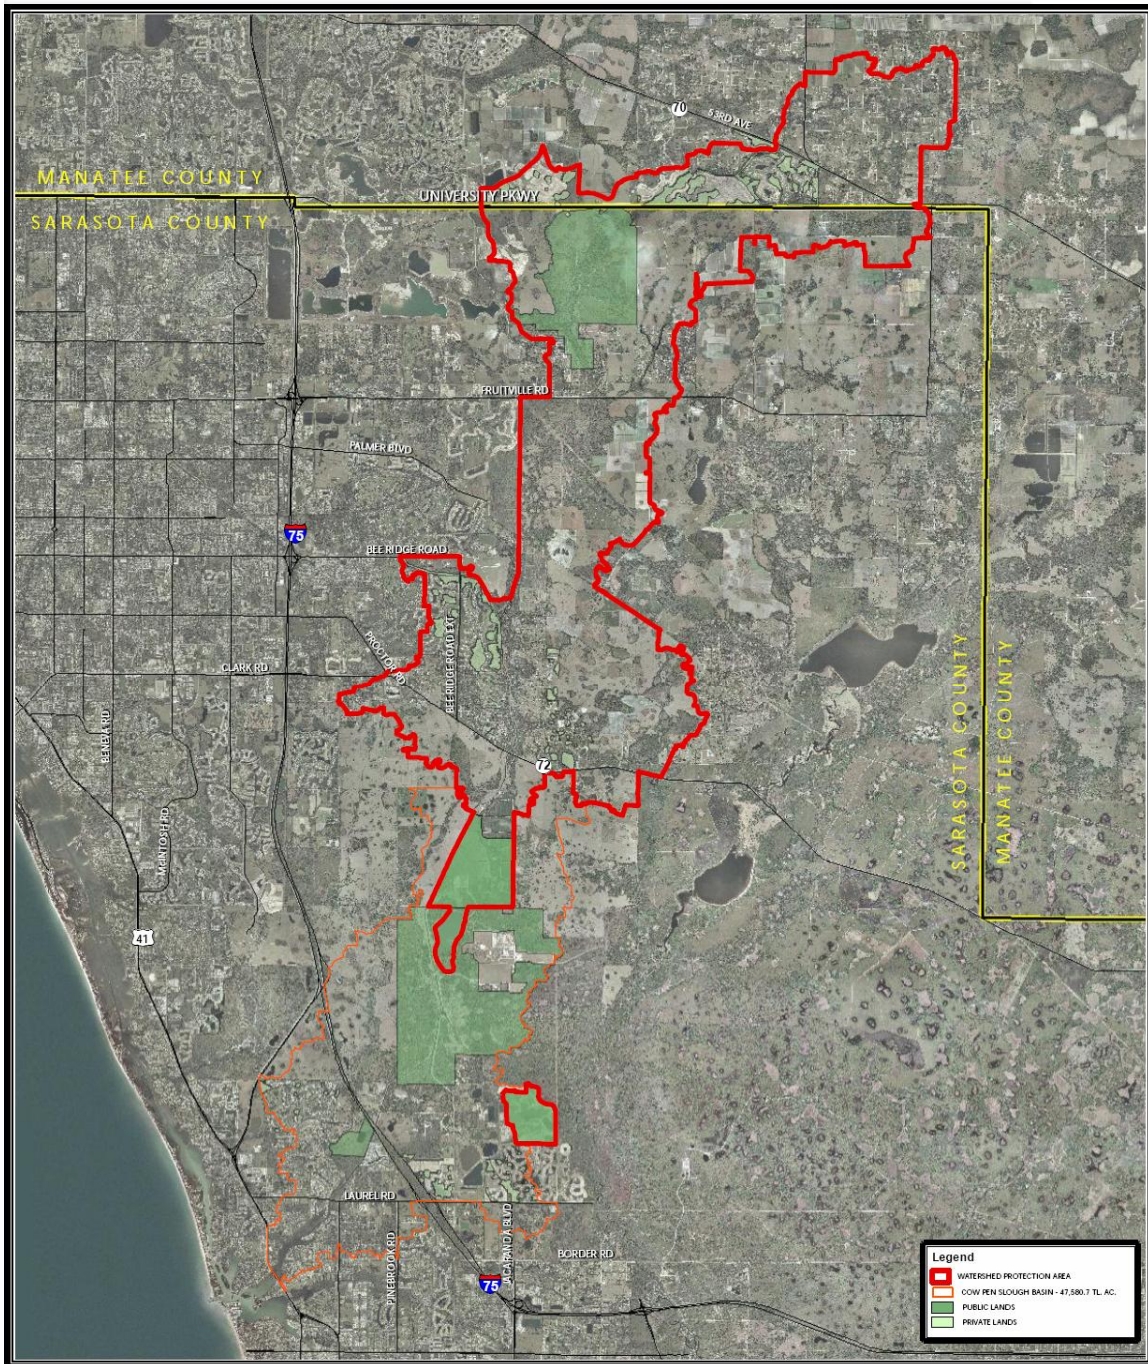 70
53RD AVE
MANATEE COUNTY
UNIVERSITY PKWY
SARASOTA COUNTY
FRUITVILLE RD
PALMER BLVD
75
BEE RIDGE ROAD
PROCTOR RD
BEE RIDGE ROAD EXT
CLARK RD
SARASOTA COUNTY
MANATEE COUNTY
BENEVA RD
72
McINTOSH RD
41
LAUREL RD
JACARANDA BLVD
PINEBROOK RD
BORDER RD
75
Legend
WATERSHED PROTECTION AREA
COW PEN SLOUGH BASIN - 47,580.7 TL. AC.
PUBLIC LANDS
PRIVATE LANDS